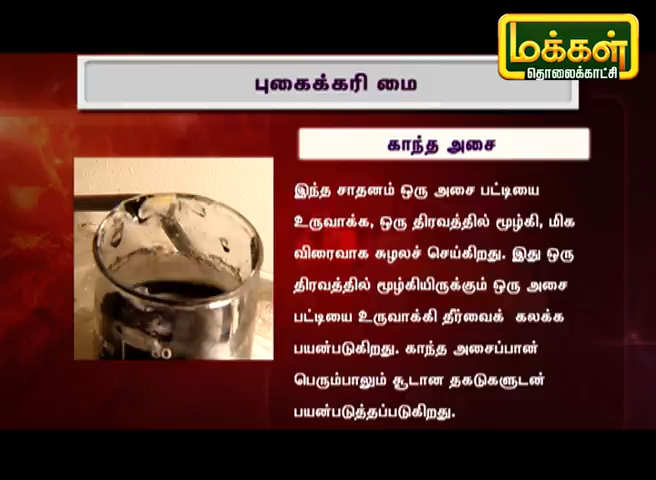 மக்கள்
தொலைக்காட்சி
புகைக்கரி மை
காந்த அசை
இந்த சாதனம் ஒரு அசை பட்டியை
உருவாக்க, ஒரு திரவத்தில் மூழ்கி, மிக
விரைவாக சுழலச் செய்கிறது. இது ஒரு
திரவத்தில் மூழ்கியிருக்கும் ஒரு அசை
பட்டியை உருவாக்கி தீர்வைக் கலக்க
பயன்படுகிறது. காந்த அசைப்பான்
பெரும்பாலும் சூடான தகடுகளுடன்
பயன்படுத்தப்படுகிறது.
60